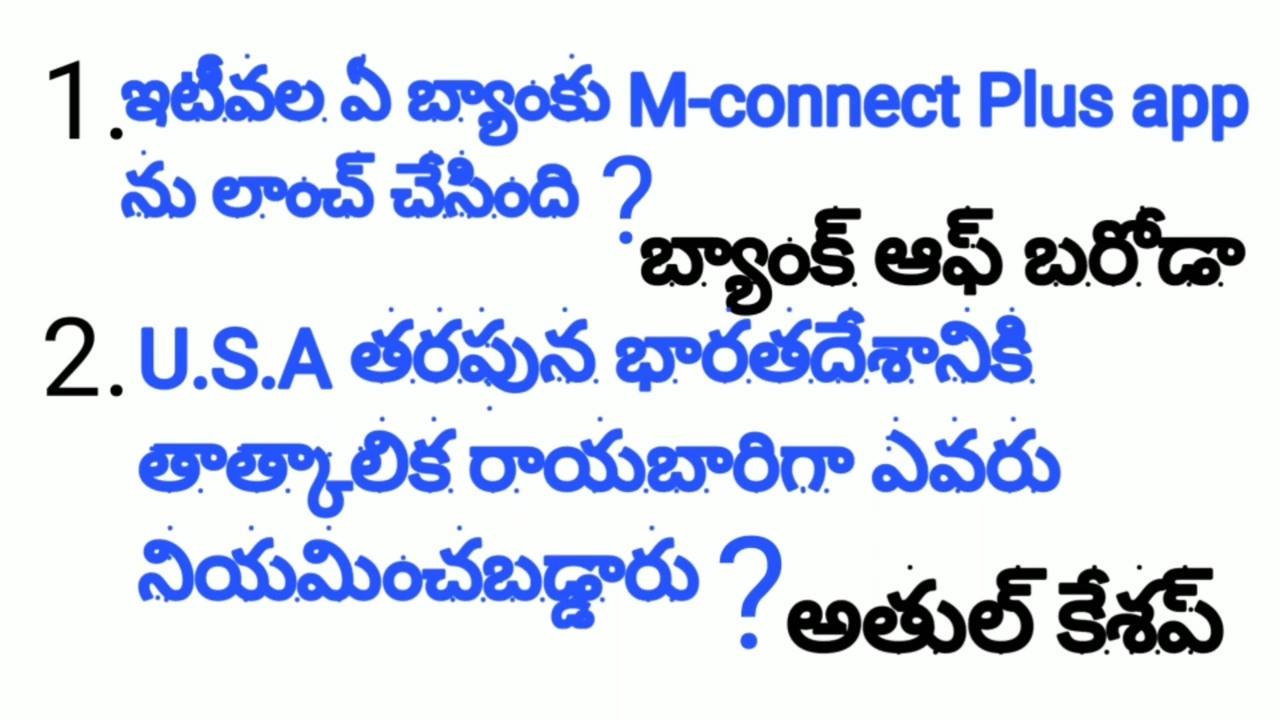 1. ఇటీవల ఏ బ్యాంకు M-connect Plus app
ను లాంచ్ చేసింది ?
బ్యాంక్ ఆఫ్ బరోడా
2. U.S.A తరపున భారతదేశానికి
తాత్కాలిక రాయబారిగా ఎవరు
నియమించబడ్డారు ?
అతుల్ కేశప్